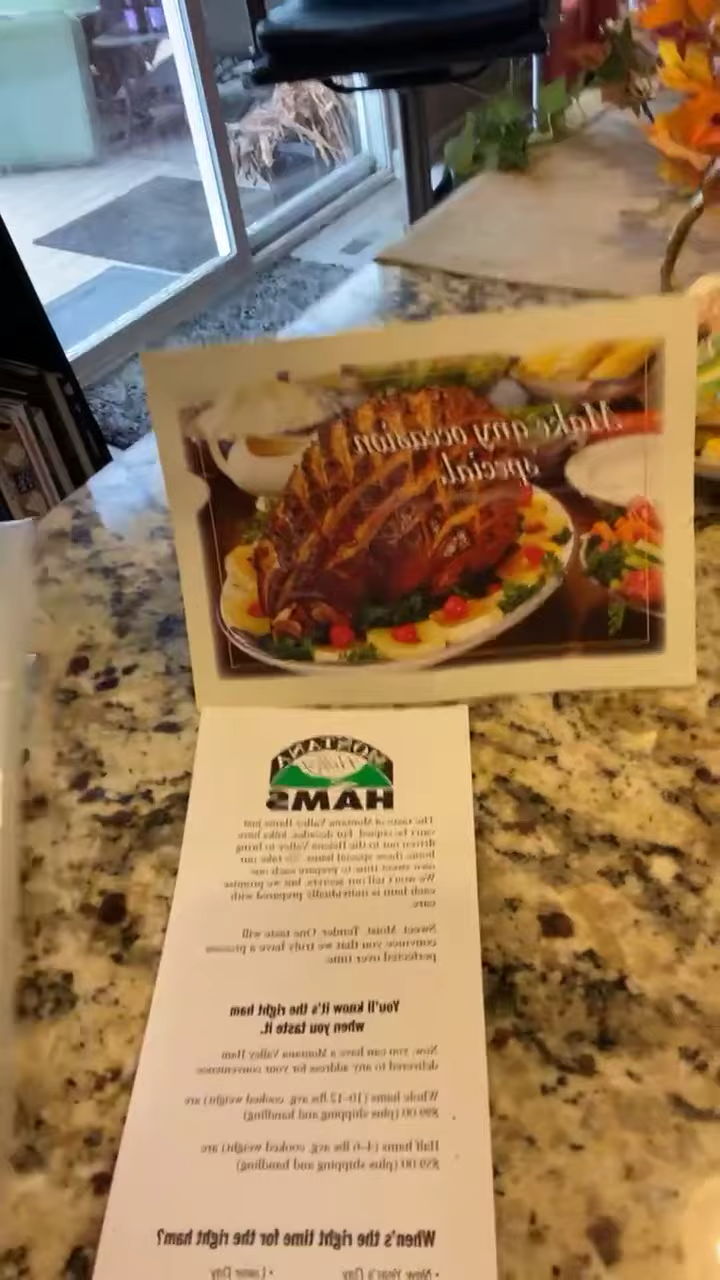 Make any occasion
special.
MONTANA
Valley
HAMS
The taste of Montana Valley Hams just
can't be copied. For decades, folks have
driven out to the Helena Valley to bring
home these special hams. We take our
own sweet time to prepare each one.
We won't tell our secrets, but we promise
each ham is individually prepared with
care.
Sweet. Moist. Tender. One taste will
convince you that we truly have a process
perfected over time.
You'll know it's the right ham
when you taste it.
Now, you can have a Montana Valley Ham
delivered to any address for your convenience.
Whole hams (10-12 lbs avg. cooked weight) are
(plus shipping and handling)
Half hams (4-6 lbs avg. cooked weight) are
(plus shipping and handling)
When's the right time for the right ham?
• New Year's Day • Labor Day